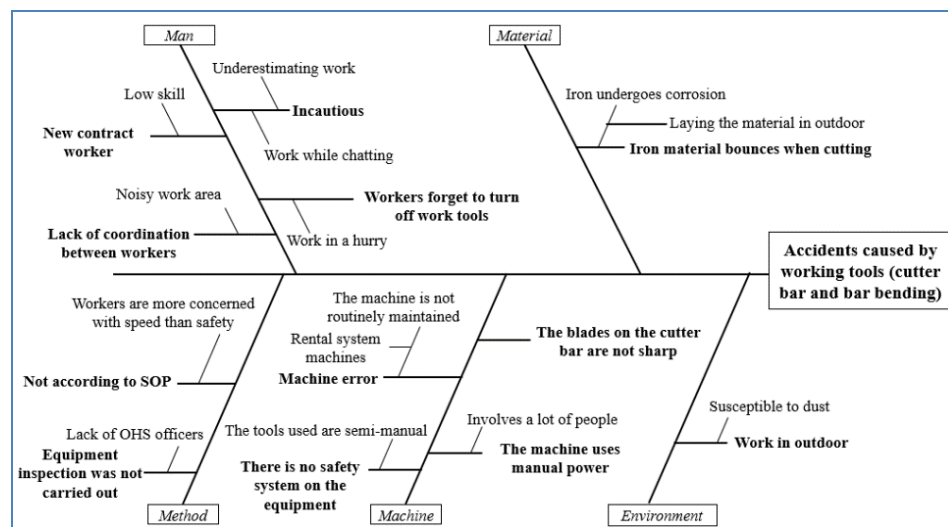 Man
Material
Underestimating work
Low skill
Incautious
New contract
worker
Work while chatting
Iron undergoes corrosion
Laying the material in outdoor
Iron material bounces when cutting
Noisy work area
Workers forget to turn
off work tools
Lack of coordination
between workers
Work in a hurry
Accidents caused by
working tools (cutter
bar and bar bending)
Workers are more concerned
with speed than safety
Not according to SOP
Lack of OHS officers
Equipment
inspection was not
carried out
Method
The machine is not
routinely maintained
Rental system
machines
Machine error
The blades on the cutter
bar are not sharp
The tools used are semi-manual
There is no safety
system on the
equipment
Involves a lot of people
The machine uses
manual power
Machine
Susceptible to dust
Work in outdoor
Environment